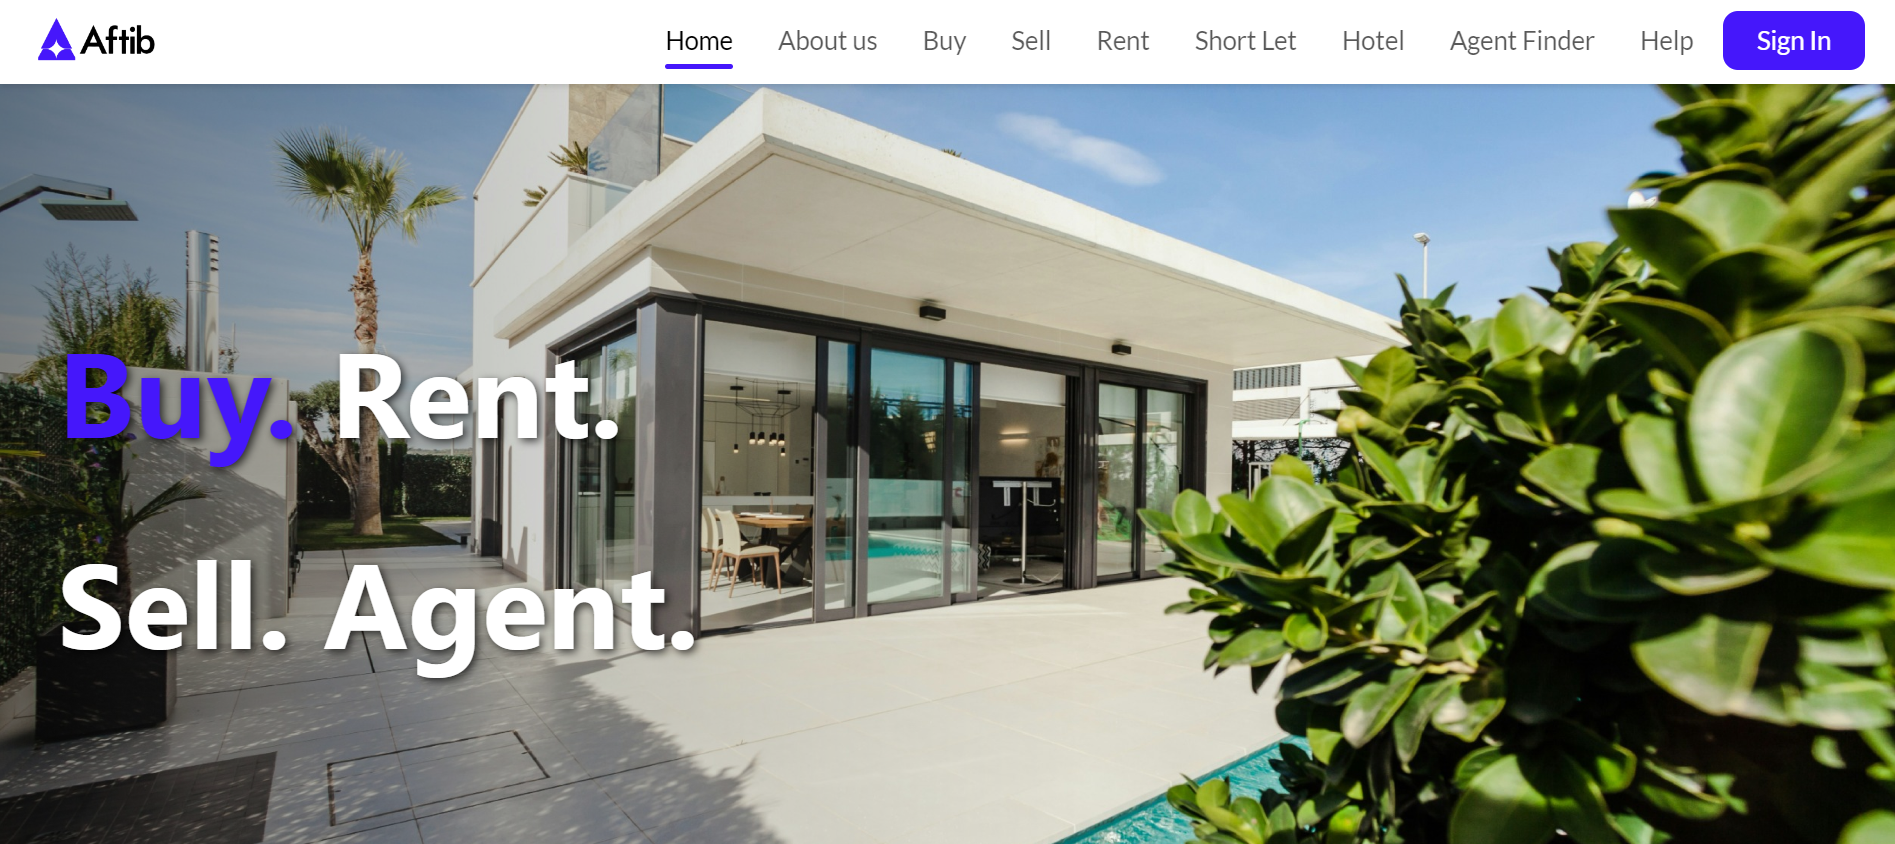 Aftib
Home About us Buy Sell Rent Short Let Hotel Agent Finder Help Sign In
Buy. Rent.
Sell. Agent.